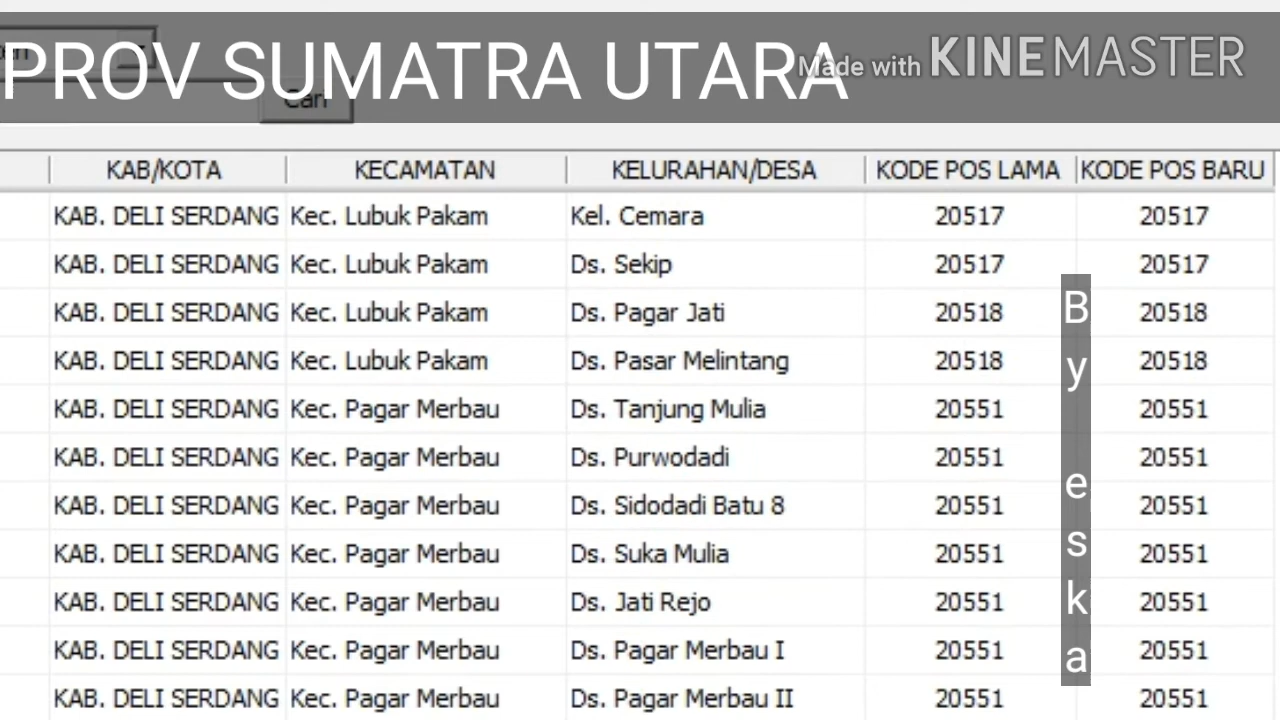 PROV SUMATRA UTARA
Made with KINEMASTER
Cari
KAB/KOTA KECAMATAN KELURAHAN/DESA KODE POS LAMA KODE POS BARU
KAB. DELI SERDANG Kec. Lubuk Pakam Kel. Cemara 20517 20517
KAB. DELI SERDANG Kec. Lubuk Pakam Ds. Sekip 20517 20517
KAB. DELI SERDANG Kec. Lubuk Pakam Ds. Pagar Jati 20518 20518
KAB. DELI SERDANG Kec. Lubuk Pakam Ds. Pasar Melintang 20518 20518
KAB. DELI SERDANG Kec. Pagar Merbau Ds. Tanjung Mulia 20551 20551
KAB. DELI SERDANG Kec. Pagar Merbau Ds. Purwodadi 20551 20551
KAB. DELI SERDANG Kec. Pagar Merbau Ds. Sidodadi Batu 8 20551 20551
KAB. DELI SERDANG Kec. Pagar Merbau Ds. Suka Mulia 20551 20551
KAB. DELI SERDANG Kec. Pagar Merbau Ds. Jati Rejo 20551 20551
KAB. DELI SERDANG Kec. Pagar Merbau Ds. Pagar Merbau I 20551 20551
KAB. DELI SERDANG Kec. Pagar Merbau Ds. Pagar Merbau II 20551 20551
By eska